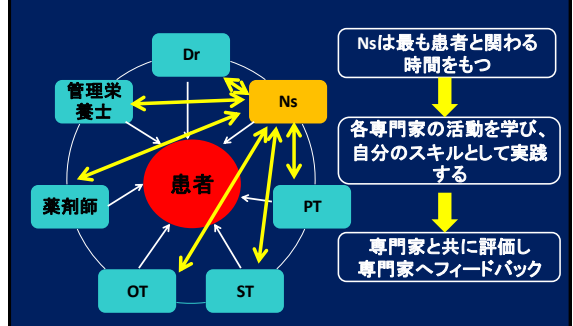 Dr
管理栄
養士
Ns
患者
薬剤師
PT
OT
ST
Nsは最も患者と関わる
時間をもつ
各専門家の活動を学び、
自分のスキルとして実践
する
専門家と共に評価し
専門家へフィードバック